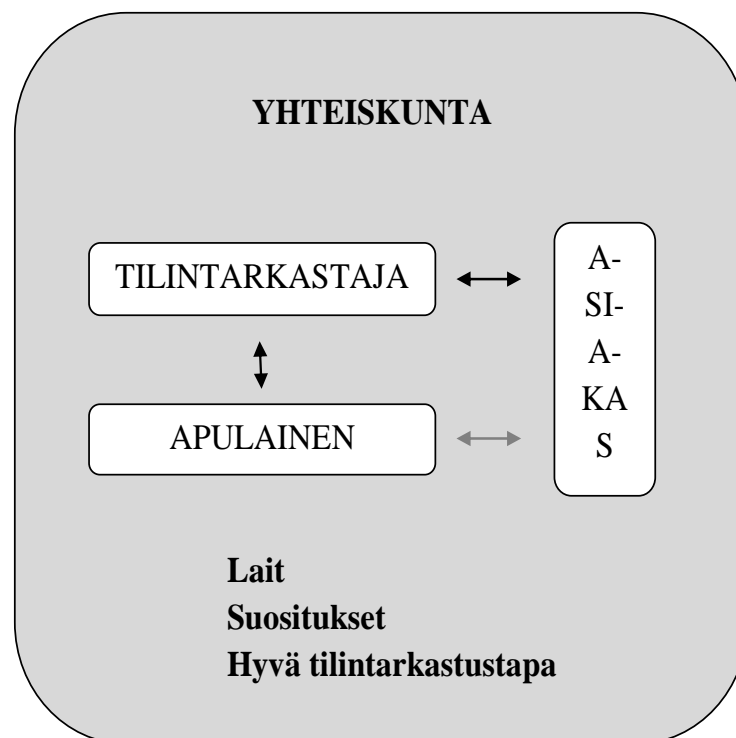 YHTEISKUNTA
TILINTARKASTAJA
A-
SI-
A-
KA
S
APULAINEN
Lait
Suositukset
Hyvä tilintarkastustapa